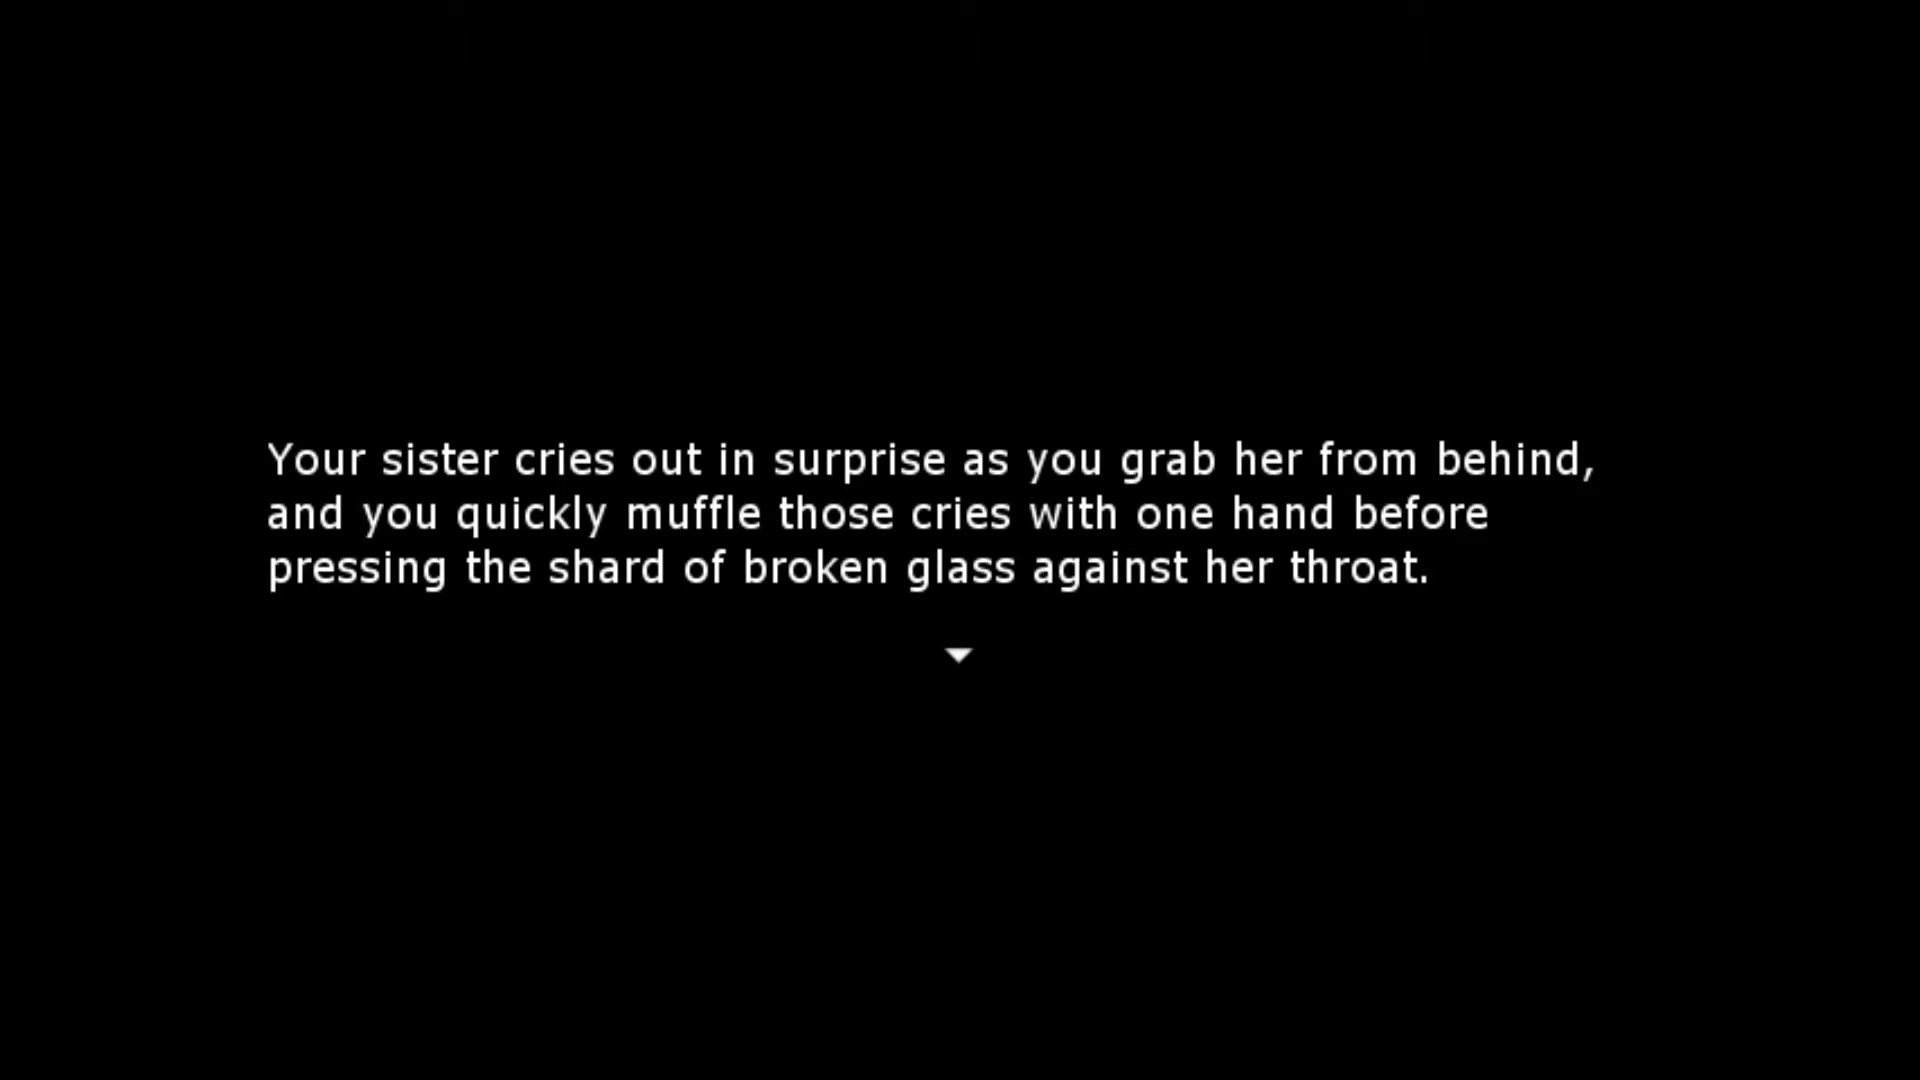 Your sister cries out in surprise as you grab her from behind,
and you quickly muffle those cries with one hand before
pressing the shard of broken glass against her throat.